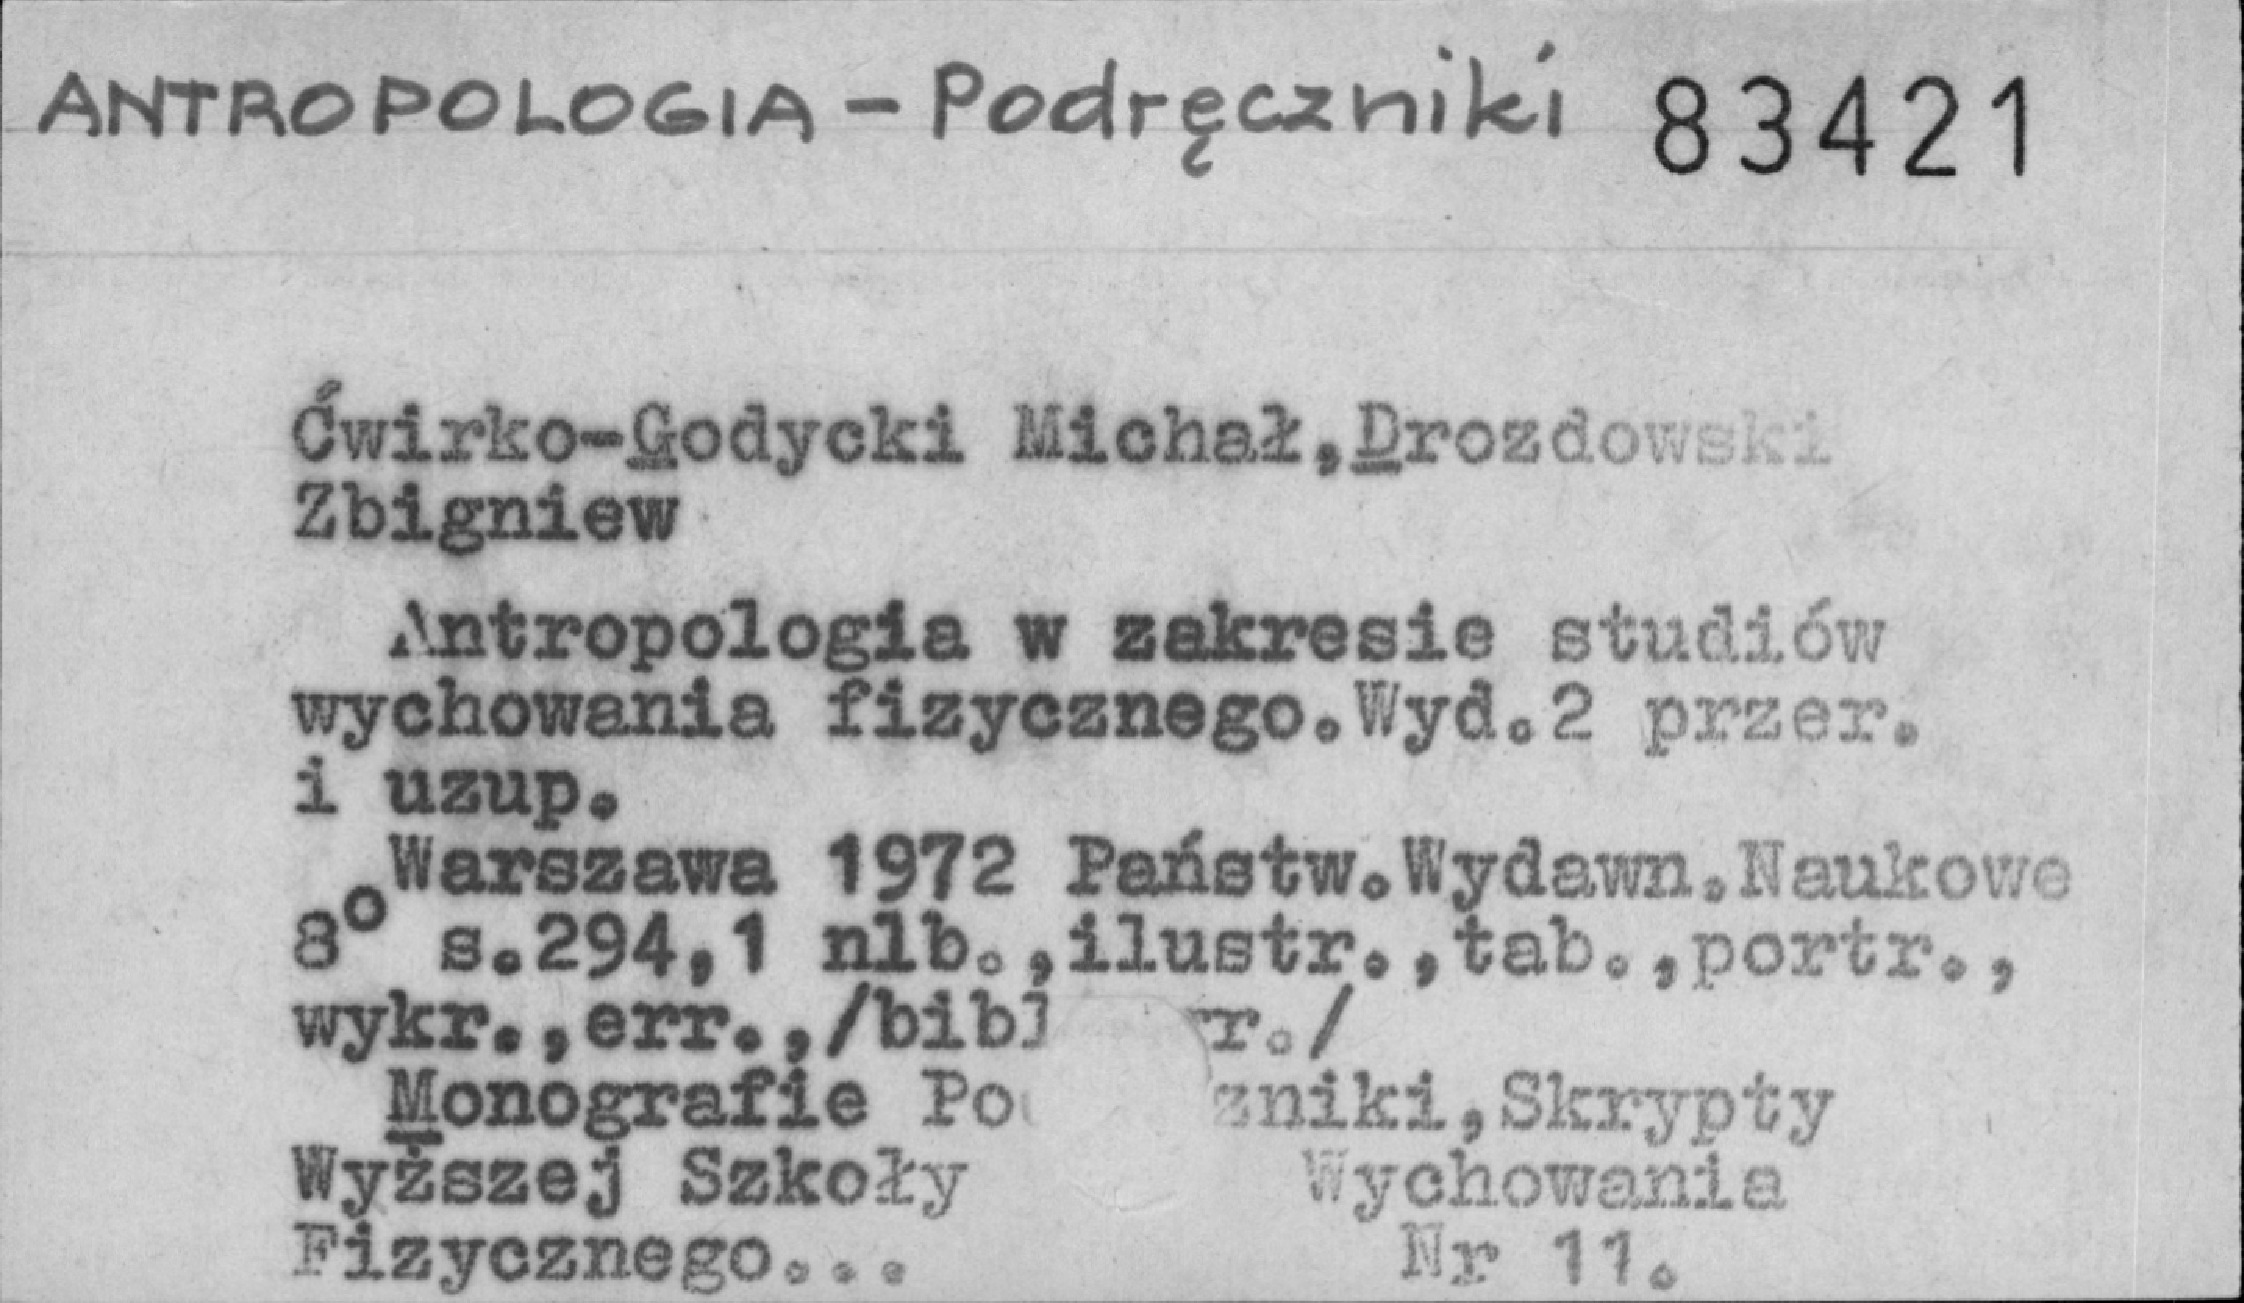 ANTROPOLOGIA - Podręczniki 83421
Ćwirko-Godycki Michał,Drozdowski
Zbigniew
Antropologia w zakresie studiów
wychowania fizycznego.Wyd.2 przer.
i uzup.
Warszawa 1972 Państw.Wydawn.Naukowe
8° s.294,1 nlb.,ilustr.,tab.,portr.,
wykr.,err.,/bibl r./
Monografie Po zniki,Skrypty
Wyższej Szkoły Wychowania
Fizycznego... Nr 11.